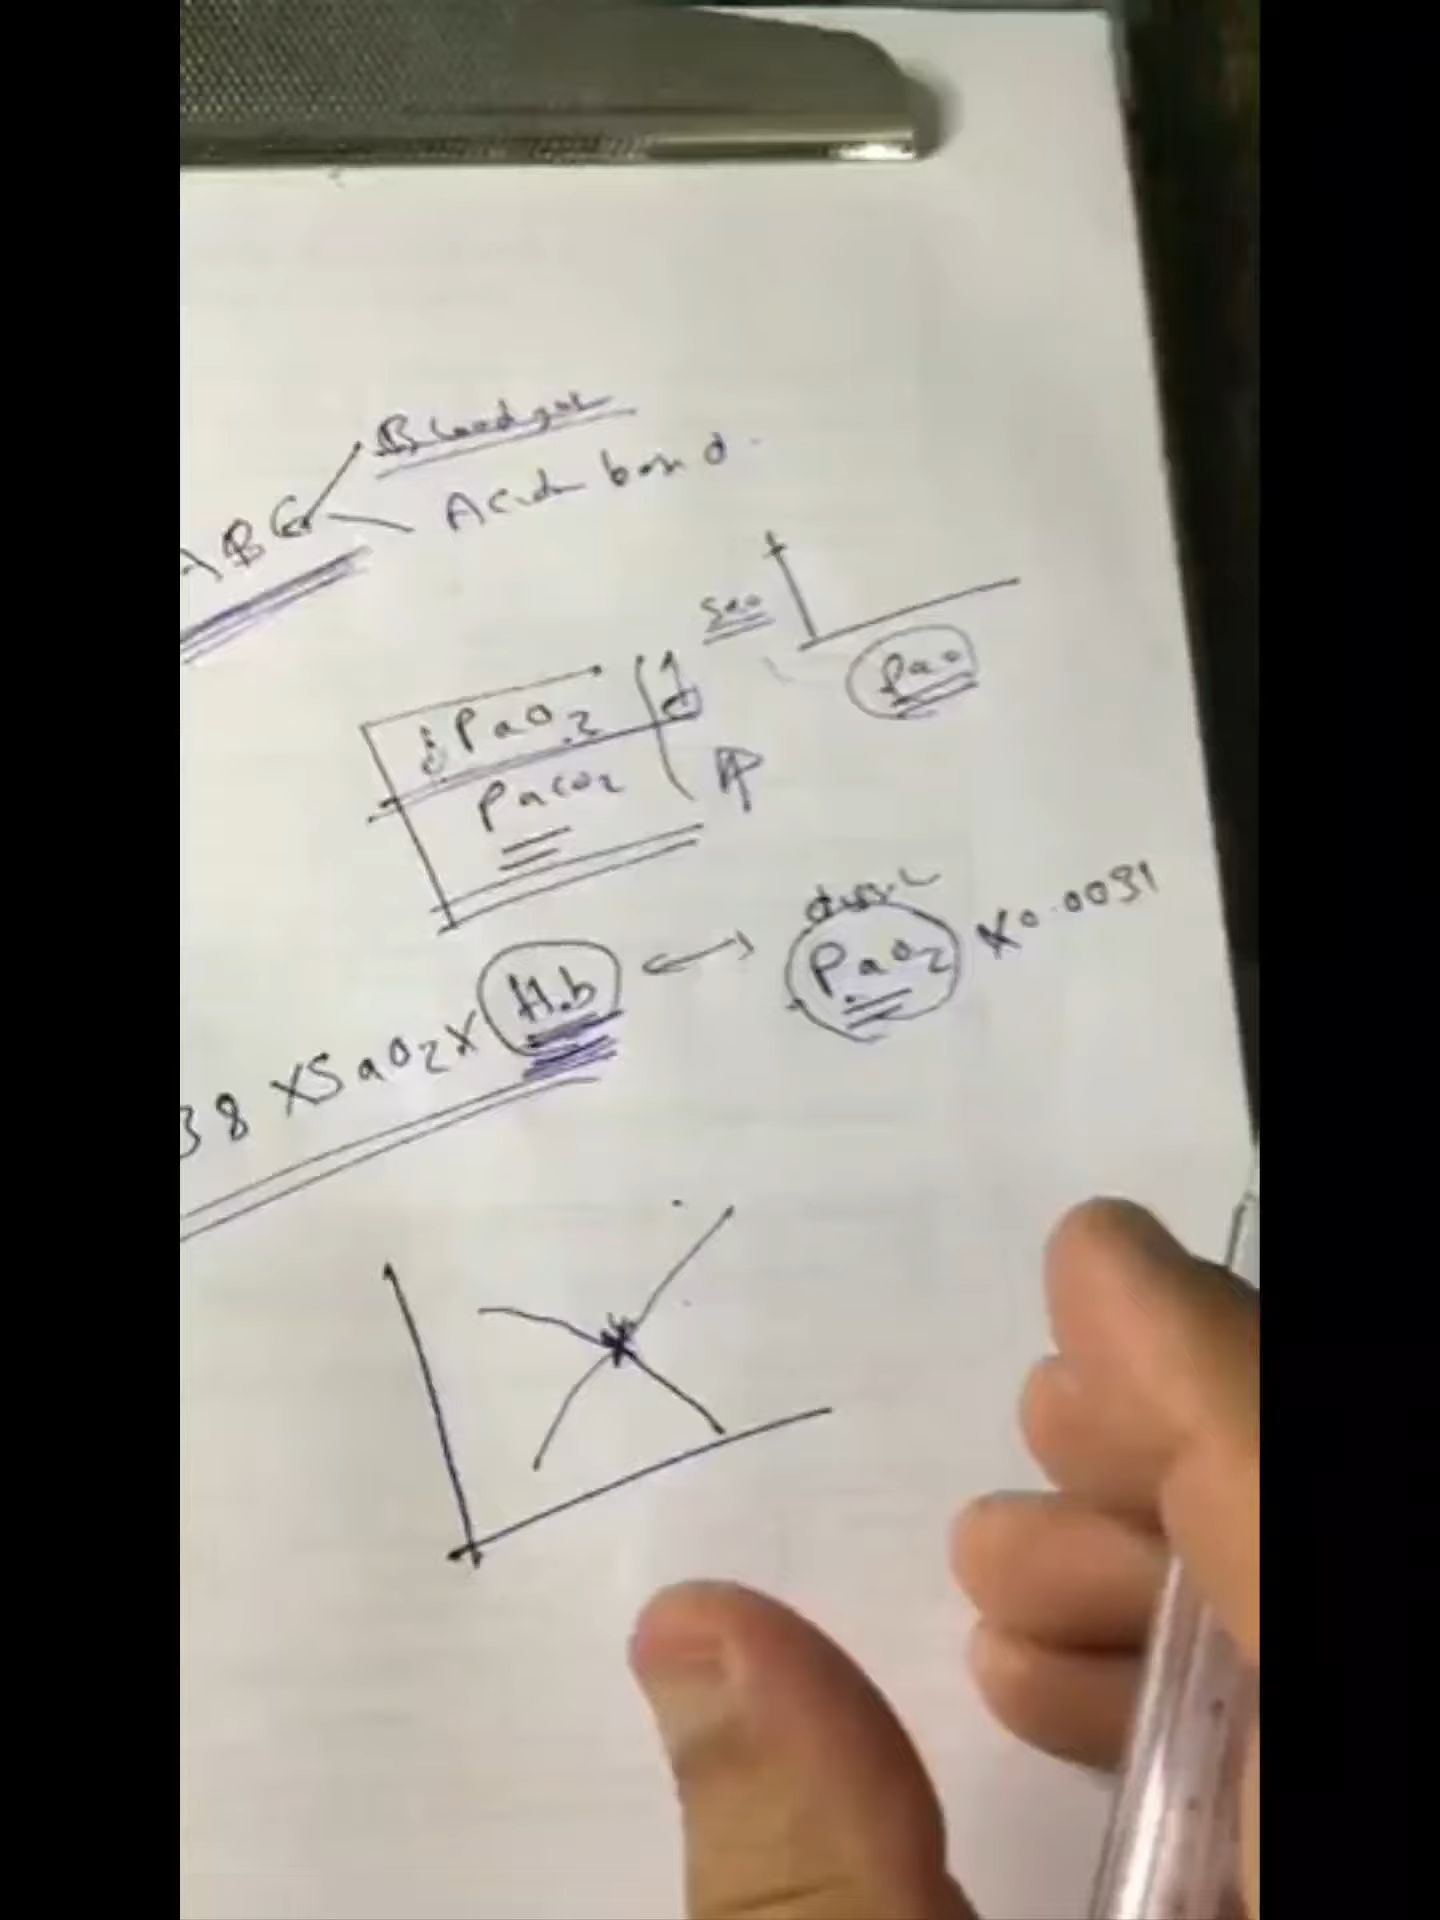 Blood gas
ABG
Acid base
Sao
Pao
PaO2
PaCO2
38 X SaO2 X Hb ↔ PaO2 X 0.0031